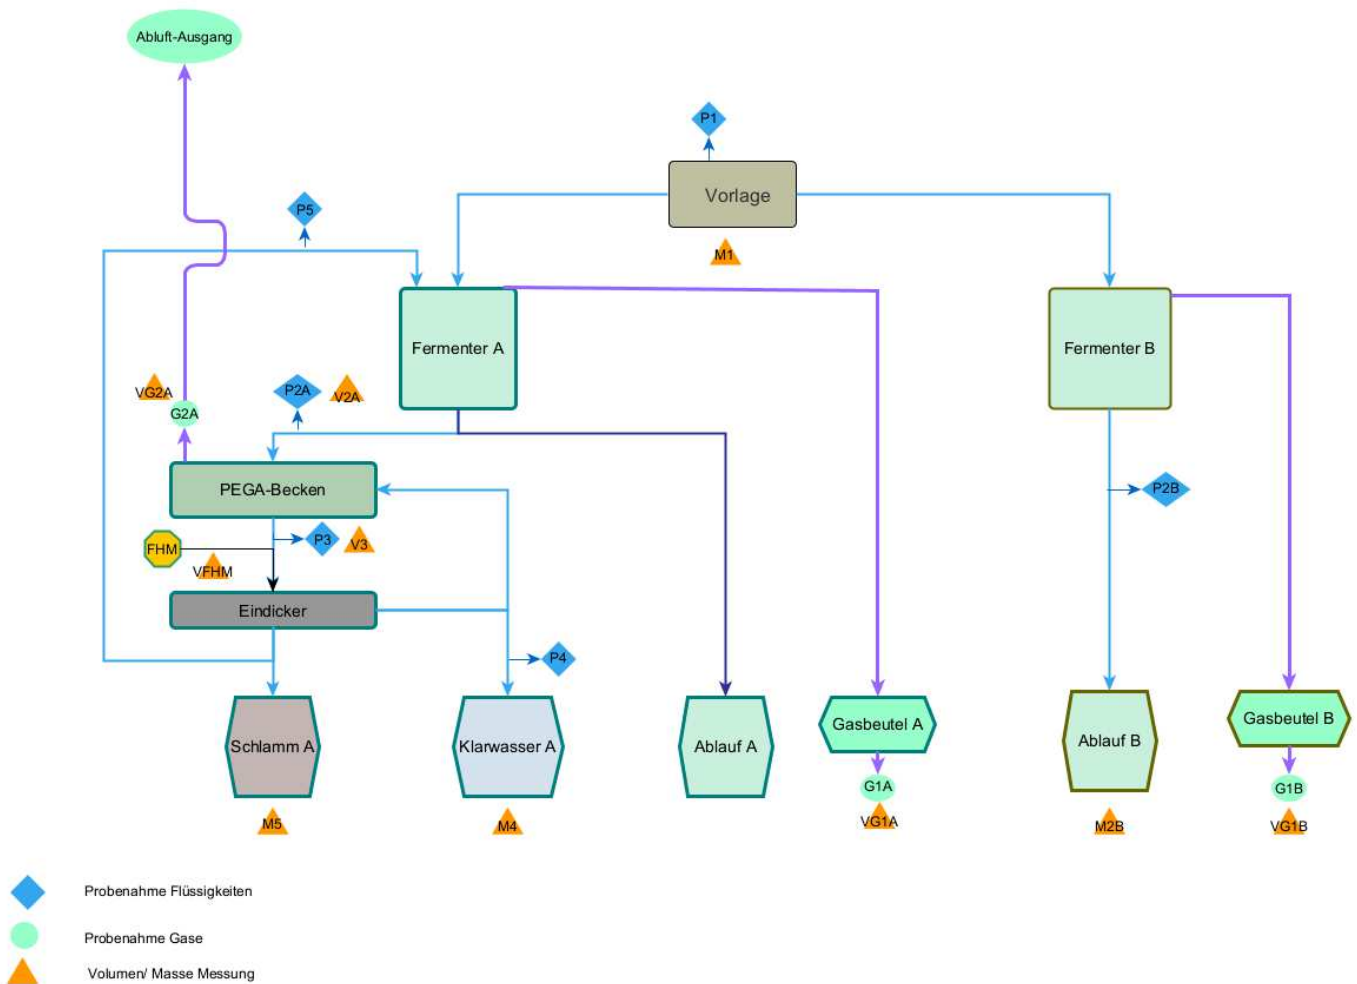 Abluft-Ausgang
P1
Vorlage
P5
M1
Fermenter A
Fermenter B
VG2A
P2A
V2A
G2A
PEGA-Becken
P2B
FHM
P3
V3
VFHM
Eindicker
P4
Schlamm A
Klarwasser A
Ablauf A
Gasbeutel A
Ablauf B
Gasbeutel B
G1A
G1B
M5
M4
VG1A
M2B
VG1B
Probenahme Flüssigkeiten
Probenahme Gase
Volumen/ Masse Messung